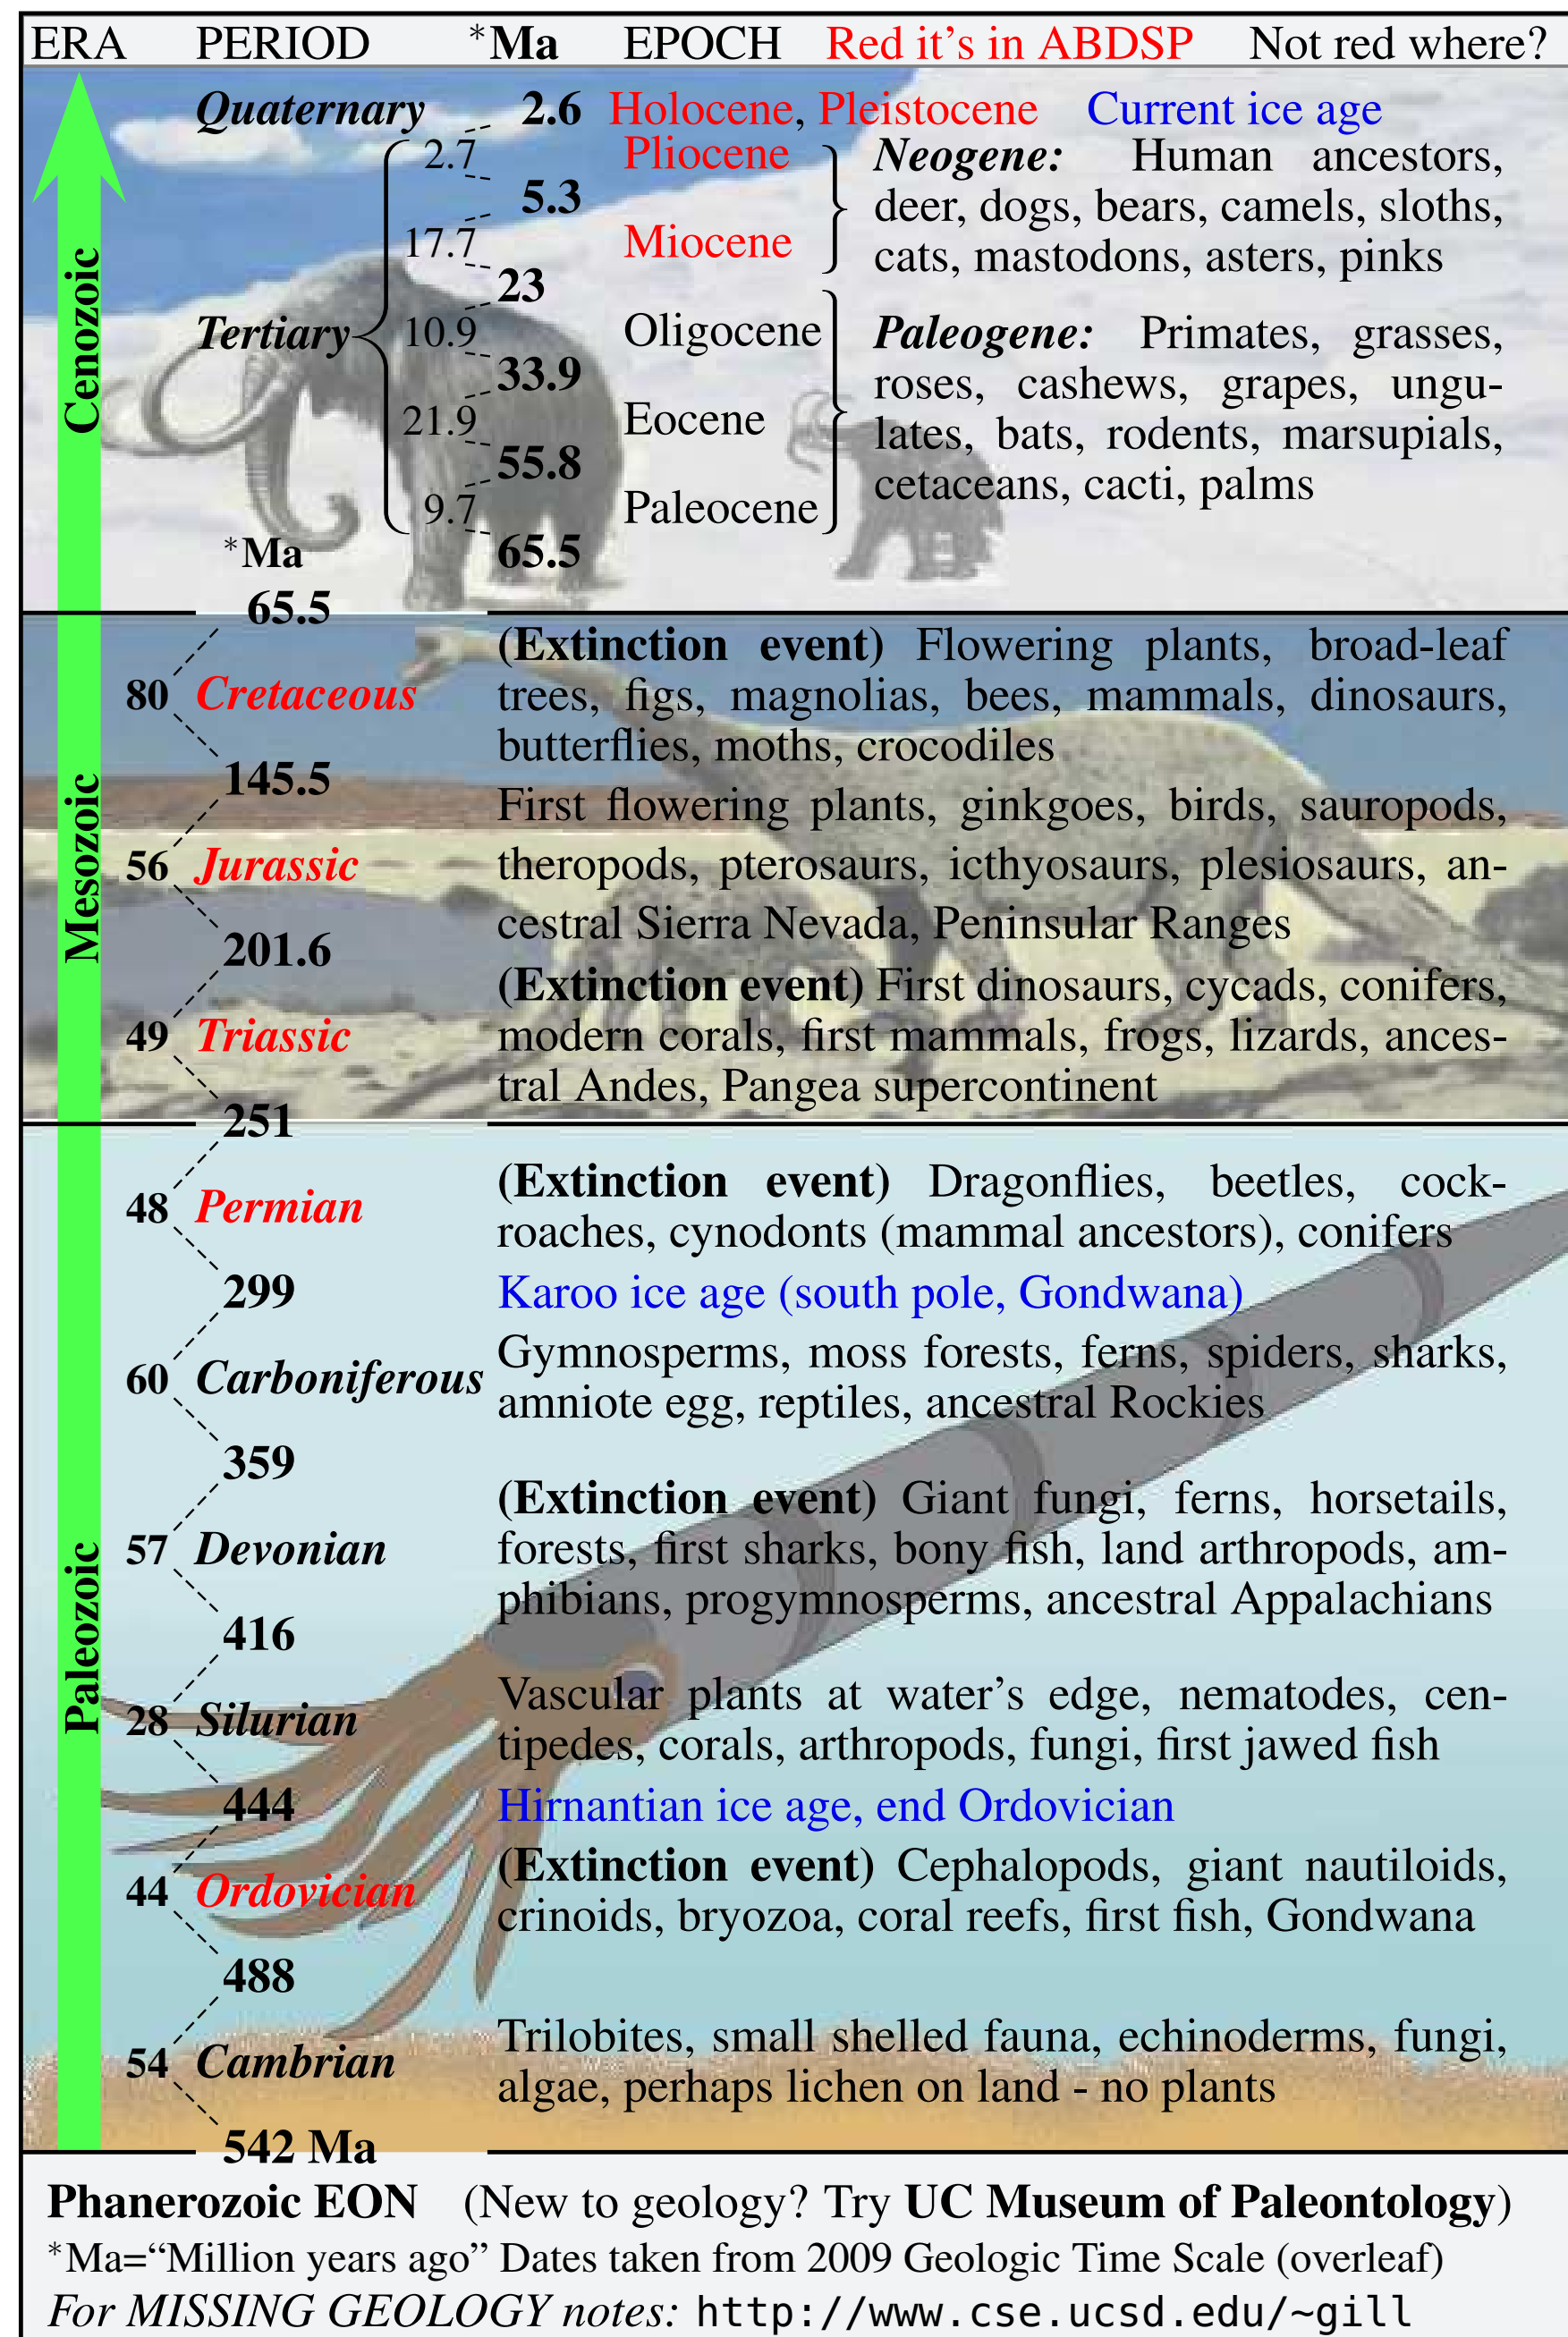 ERA PERIOD *Ma EPOCH Red it's in ABDSP Not red where?
Quaternary 2.6 Holocene, Pleistocene Current ice age
2.7 Pliocene Neogene: Human ancestors,
5.3 deer, dogs, bears, camels, sloths,
17.7 Miocene cats, mastodons, asters, pinks
23
Tertiary 10.9 Oligocene Paleogene: Primates, grasses,
33.9 roses, cashews, grapes, ungu-
21.9 Eocene lates, bats, rodents, marsupials,
55.8 cetaceans, cacti, palms
9.7 Paleocene
*Ma 65.5
Cenozoic
65.5
(Extinction event) Flowering plants, broad-leaf
80 Cretaceous trees, figs, magnolias, bees, mammals, dinosaurs,
butterflies, moths, crocodiles
145.5
First flowering plants, ginkgoes, birds, sauropods,
56 Jurassic theropods, pterosaurs, icthyosaurs, plesiosaurs, an-
cestral Sierra Nevada, Peninsular Ranges
201.6
Mesozoic
(Extinction event) First dinosaurs, cycads, conifers,
49 Triassic modern corals, first mammals, frogs, lizards, ances-
tral Andes, Pangea supercontinent
251
(Extinction event) Dragonflies, beetles, cock-
48 Permian roaches, cynodonts (mammal ancestors), conifers
299 Karoo ice age (south pole, Gondwana)
Gymnosperms, moss forests, ferns, spiders, sharks,
60 Carboniferous amniote egg, reptiles, ancestral Rockies
359
(Extinction event) Giant fungi, ferns, horsetails,
57 Devonian forests, first sharks, bony fish, land arthropods, am-
phibians, progymnosperms, ancestral Appalachians
416
Paleozoic
Vascular plants at water's edge, nematodes, cen-
28 Silurian tipedes, corals, arthropods, fungi, first jawed fish
444 Hirnantian ice age, end Ordovician
(Extinction event) Cephalopods, giant nautiloids,
44 Ordovician crinoids, bryozoa, coral reefs, first fish, Gondwana
488
Trilobites, small shelled fauna, echinoderms, fungi,
54 Cambrian algae, perhaps lichen on land - no plants
542 Ma
Phanerozoic EON (New to geology? Try UC Museum of Paleontology)
*Ma=“Million years ago” Dates taken from 2009 Geologic Time Scale (overleaf)
For MISSING GEOLOGY notes: http://www.cse.ucsd.edu/~gill